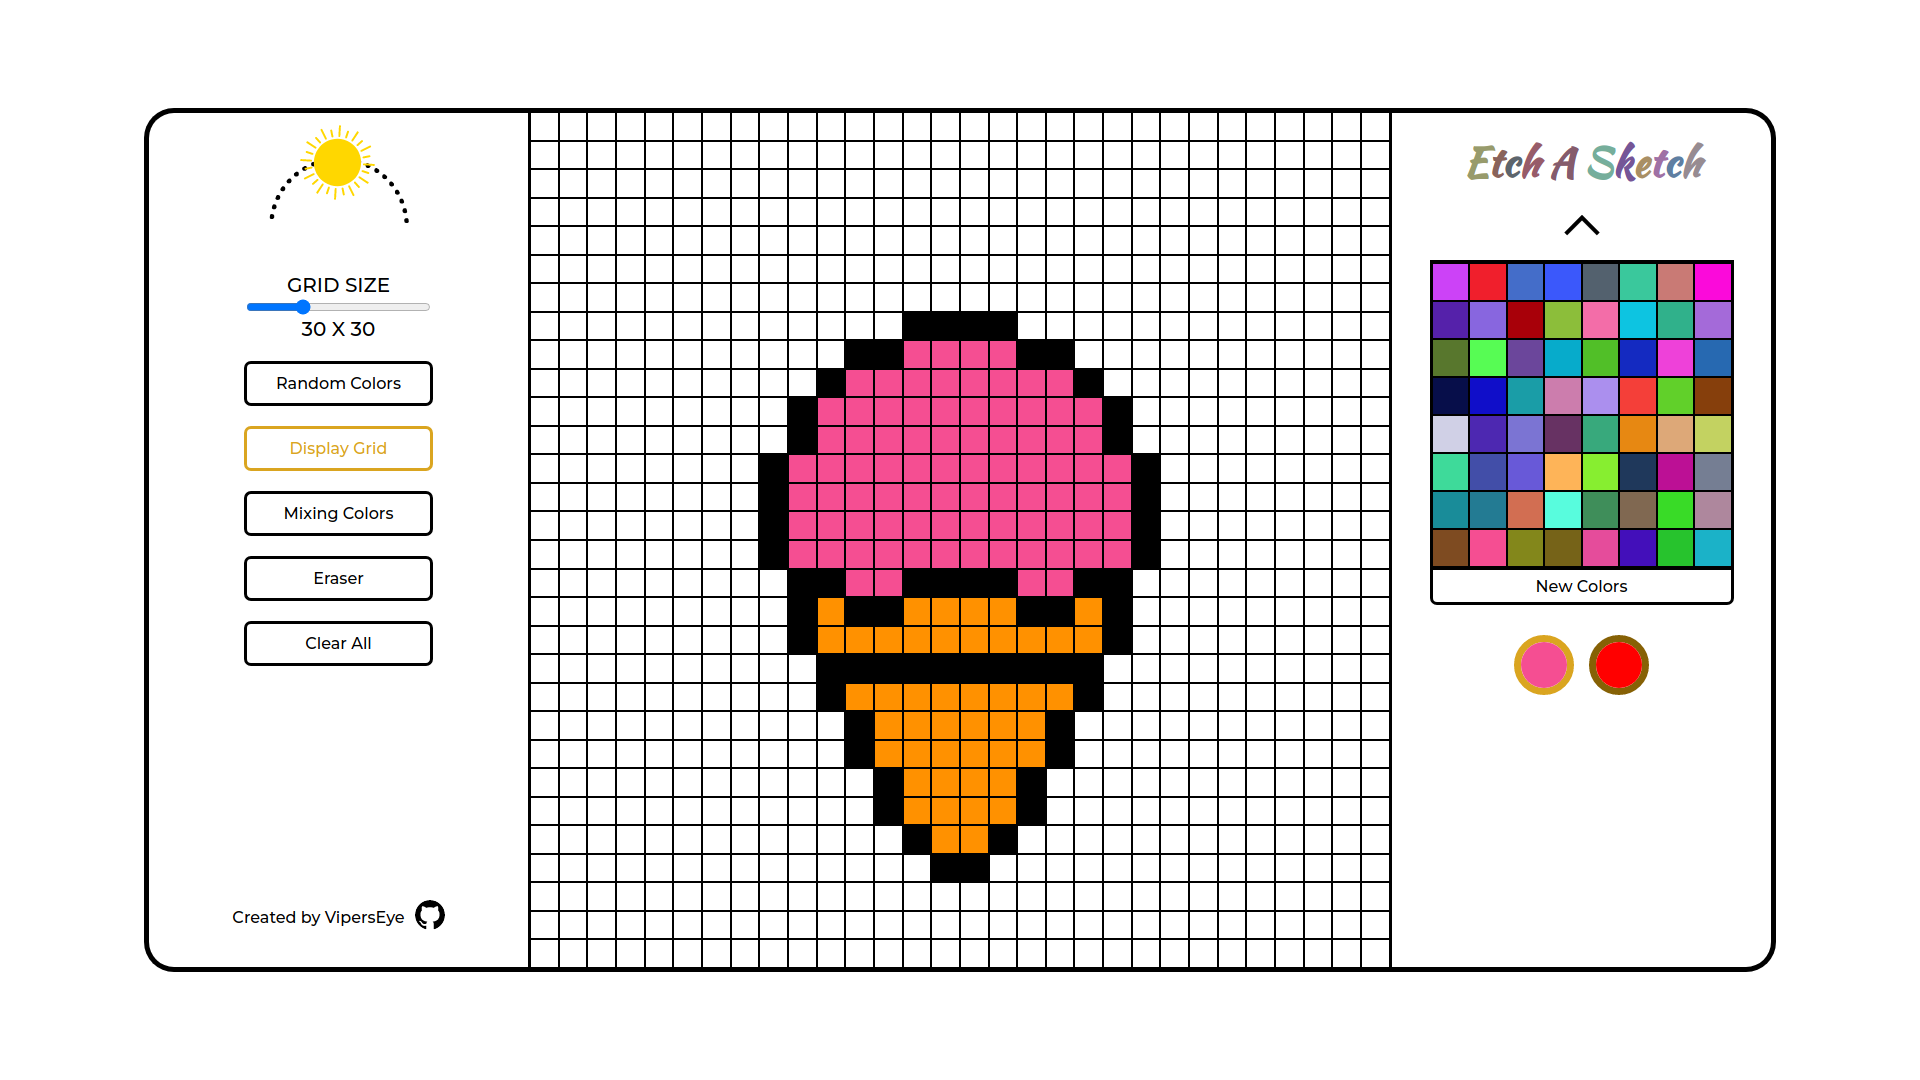 GRID SIZE
30 X 30
Random Colors
Display Grid
Mixing Colors
Eraser
Clear All
Created by VipersEye
Etch A Sketch
New Colors